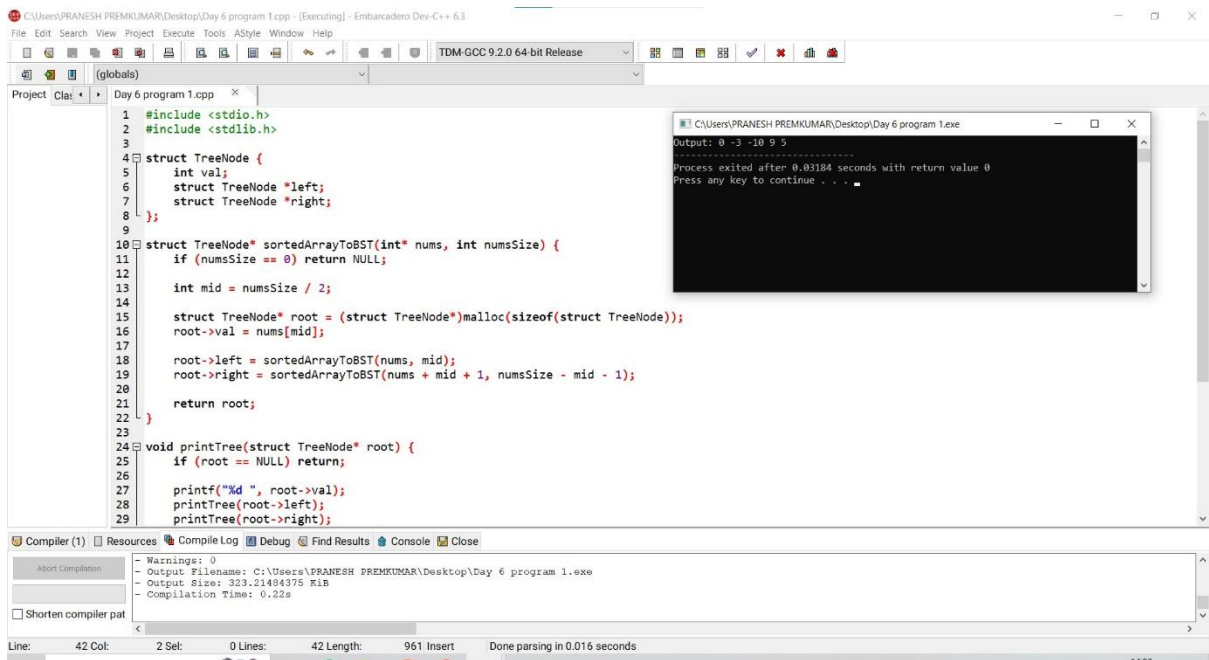 C:\Users\PRANESH PREMKUMAR\Desktop\Day 6 program 1.cpp - [Executing] - Embarcadero Dev-C++ 6.3
File Edit Search View Project Execute Tools AStyle Window Help
TDM-GCC 9.2.0 64-bit Release
(globals)
Project Clas
Day 6 program 1.cpp
1 #include <stdio.h>
2 #include <stdlib.h>
3
4 struct TreeNode {
5 int val;
6 struct TreeNode *left;
7 struct TreeNode *right;
8 };
9
10 struct TreeNode* sortedArrayToBST(int* nums, int numsSize) {
11 if (numsSize == 0) return NULL;
12
13 int mid = numsSize / 2;
14
15 struct TreeNode* root = (struct TreeNode*)malloc(sizeof(struct TreeNode));
16 root->val = nums[mid];
17
18 root->left = sortedArrayToBST(nums, mid);
19 root->right = sortedArrayToBST(nums + mid + 1, numsSize - mid - 1);
20
21 return root;
22 }
23
24 void printTree(struct TreeNode* root) {
25 if (root == NULL) return;
26
27 printf("%d ", root->val);
28 printTree(root->left);
29 printTree(root->right);
C:\Users\PRANESH PREMKUMAR\Desktop\Day 6 program 1.exe
Output: 0 -3 -10 9 5
--------------------------------
Process exited after 0.03184 seconds with return value 0
Press any key to continue . . .
Compiler (1) Resources Compile Log Debug Find Results Console Close
Abort Compilation
Shorten compiler pat
- Warnings: 0
- Output Filename: C:\Users\PRANESH PREMKUMAR\Desktop\Day 6 program 1.exe
- Output Size: 323.21484375 KiB
- Compilation Time: 0.22s
Line: 42 Col: 2 Sel: 0 Lines: 42 Length: 961 Insert Done parsing in 0.016 seconds